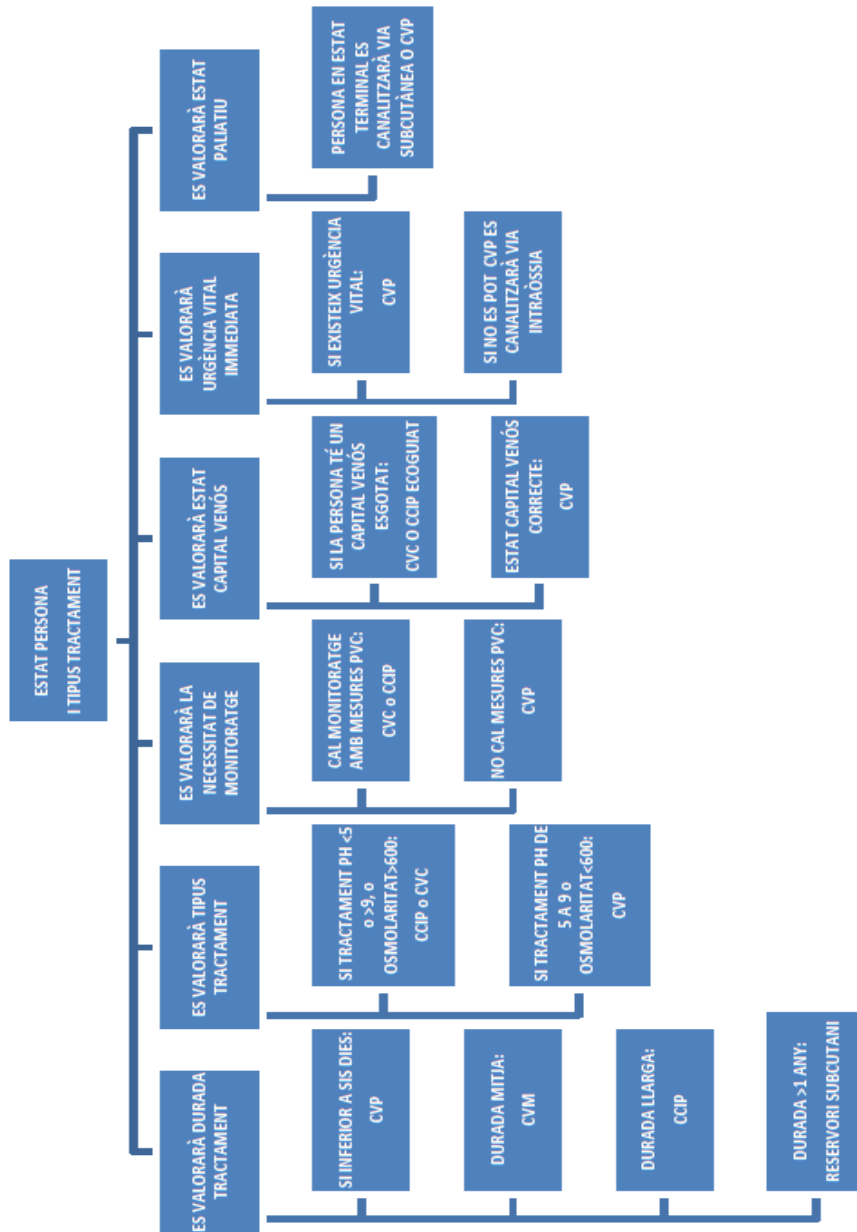 ESTAT PERSONA
I TIPUS TRACTAMENT
ES VALORARÀ DURADA
TRACTAMENT
SI INFERIOR A SIS DIES:
CVP
DURADA MITJA:
CVM
DURADA LLARGA:
CCIP
DURADA >1 ANY:
RESERVORI SUBCUTANI
ES VALORARÀ TIPUS
TRACTAMENT
SI TRACTAMENT PH <5
o >9, o
OSMOLARITAT>600:
CCIP o CVC
SI TRACTAMENT PH DE
5 A 9 o
OSMOLARITAT<600:
CVP
ES VALORARÀ LA
NECESSITAT DE
MONITORATGE
CAL MONITORATGE
AMB MESURES PVC:
CVC o CCIP
NO CAL MESURES PVC:
CVP
ES VALORARÀ ESTAT
CAPITAL VENÓS
SI LA PERSONA TÉ UN
CAPITAL VENÓS
ESGOTAT:
CVC O CCIP ECOGUIAT
ESTAT CAPITAL VENÓS
CORRECTE:
CVP
ES VALORARÀ
URGÈNCIA VITAL
IMMEDIATA
SI EXISTEIX URGÈNCIA
VITAL:
CVP
SI NO ES POT CVP ES
CANALITZARÀ VIA
INTRAÒSSIA
ES VALORARÀ ESTAT
PALIATIU
PERSONA EN ESTAT
TERMINAL ES
CANALITZARÀ VIA
SUBCUTÀNEA O CVP